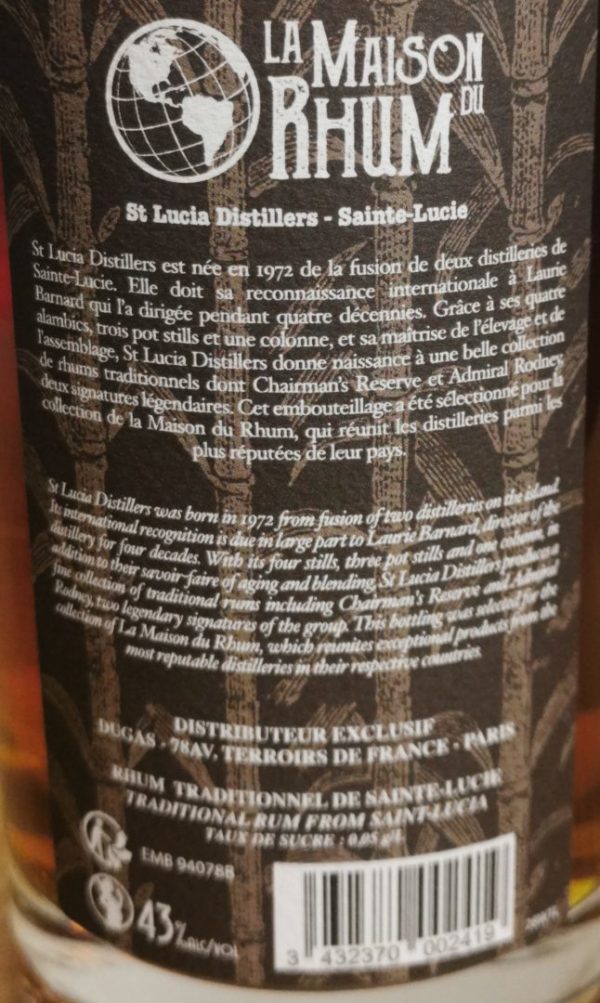 LA MAISON
DU
RHUM
St Lucia Distillers - Sainte-Lucie
St Lucia Distillers est née en 1972 de la fusion de deux distilleries de
Sainte-Lucie. Elle doit sa reconnaissance internationale à Laurie
Barnard qui l'a dirigée pendant quatre décennies. Grâce à ses quatre
alambics, trois pot stills et une colonne, et sa maîtrise de l'élevage et de
l'assemblage, St Lucia Distillers donne naissance à une belle collection
de rhums traditionnels dont Chairman's Reserve et Admiral Rodney,
deux signatures légendaires. Cet embouteillage a été sélectionné pour la
collection de la Maison du Rhum, qui réunit les distilleries parmi les
plus réputées de leur pays.
St Lucia Distillers was born in 1972 from fusion of two distilleries on the island.
Its international recognition is due in large part to Laurie Barnard, director of the
distillery for four decades. With its four stills, three pot stills and one column, in
addition to their savoir faire of aging and blending, St Lucia Distillers produces a
fine collection of traditional rums including Chairman's Reserve and Admiral
Rodney, two legendary signatures of the group. This bottling was selected for the
collection of La Maison du Rhum, which reunites exceptional products from the
most reputable distilleries in their respective countries.
DISTRIBUTEUR EXCLUSIF
DUGAS - 78AV. TERROIRS DE FRANCE - PARIS
RHUM TRADITIONNEL DE SAINTE-LUCIE
TRADITIONAL RUM FROM SAINT-LUCIA
TAUX DE SUCRE : 0,05 g/L
EMB 94078B
43% alc/vol
3 432370 002419